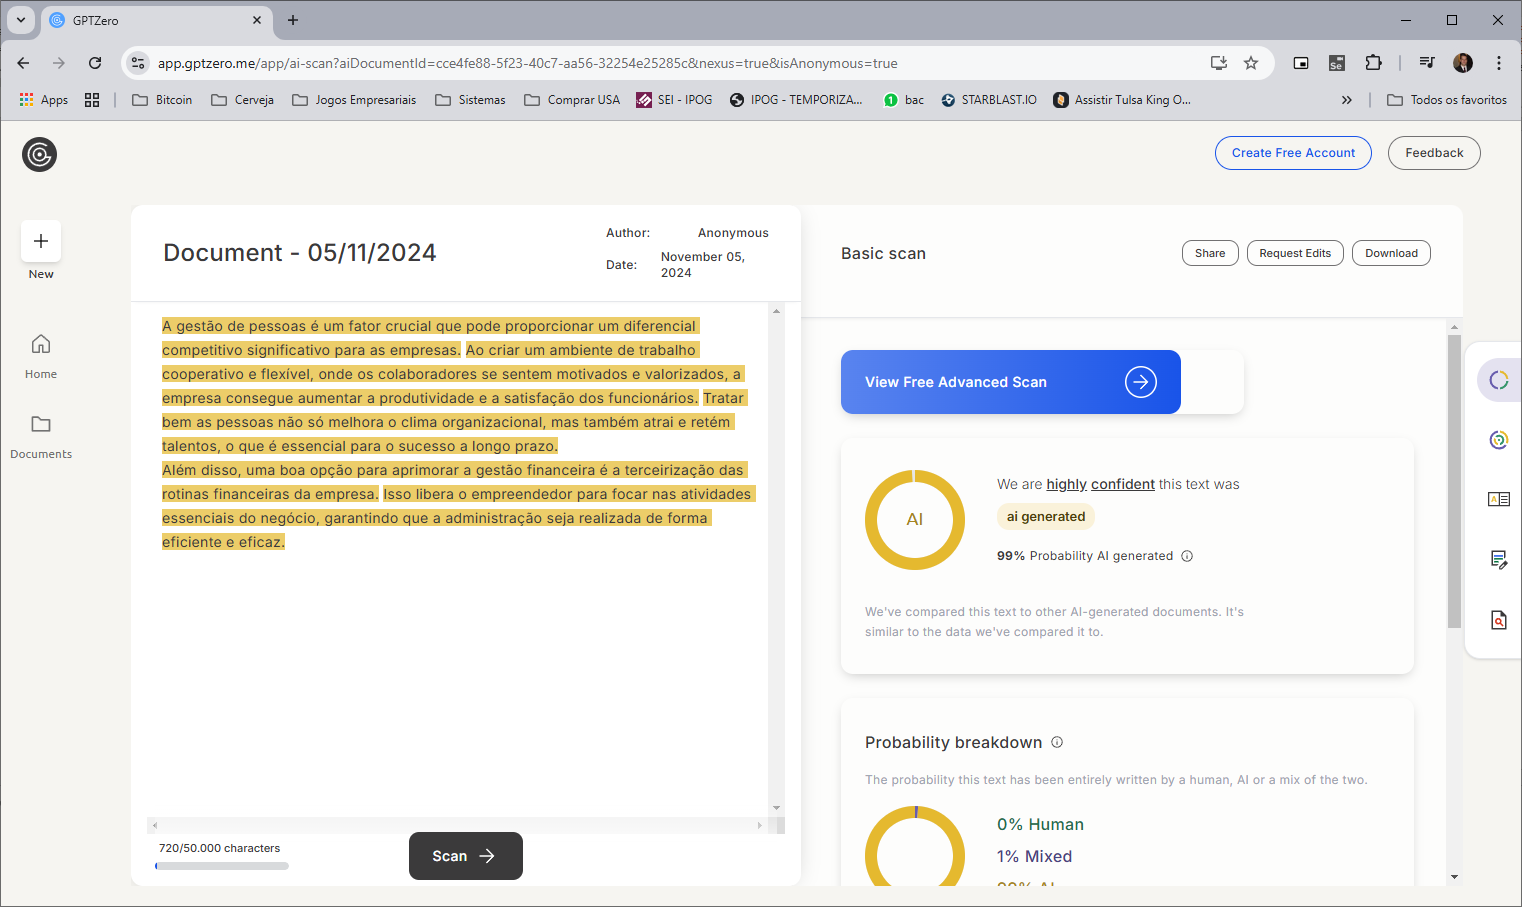 GPTZero
app.gptzero.me/app/ai-scan?aiDocumentId=cce4fe88-5f23-40c7-aa56-32254e25285c&nexus=true&isAnonymous=true
Se
Apps
Bitcoin
Cerveja
Jogos Empresariais
Sistemas
Comprar USA
SEI - IPOG
IPOG - TEMPORIZA...
1
bac
STARBLAST.IO
Assistir Tulsa King O...
Todos os favoritos
Create Free Account
Feedback
New
Home
Documents
Document - 05/11/2024
Author: Anonymous
Date: November 05,
2024
A gestão de pessoas é um fator crucial que pode proporcionar um diferencial
competitivo significativo para as empresas. Ao criar um ambiente de trabalho
cooperativo e flexível, onde os colaboradores se sentem motivados e valorizados, a
empresa consegue aumentar a produtividade e a satisfação dos funcionários. Tratar
bem as pessoas não só melhora o clima organizacional, mas também atrai e retém
talentos, o que é essencial para o sucesso a longo prazo.
Além disso, uma boa opção para aprimorar a gestão financeira é a terceirização das
rotinas financeiras da empresa. Isso libera o empreendedor para focar nas atividades
essenciais do negócio, garantindo que a administração seja realizada de forma
eficiente e eficaz.
720/50.000 characters
Scan
Basic scan
Share
Request Edits
Download
View Free Advanced Scan
AI
We are highly confident this text was
ai generated
99% Probability AI generated
We've compared this text to other AI-generated documents. It's
similar to the data we've compared it to.
Probability breakdown
The probability this text has been entirely written by a human, AI or a mix of the two.
0% Human
1% Mixed
99% AI